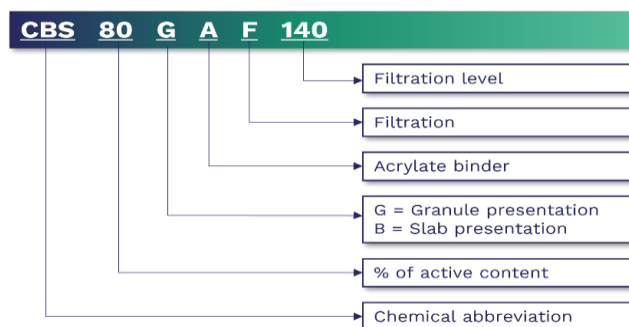 CBS 80 G A F 140
Filtration level
Filtration
Acrylate binder
G = Granule presentation
B = Slab presentation
% of active content
Chemical abbreviation